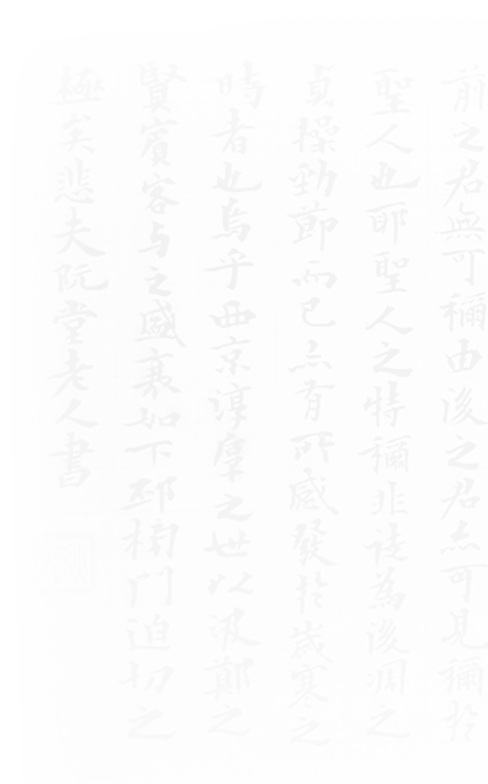 前之君無可稱由後之君亦可見稱於
聖人也耶聖人之特稱非徒為後凋之
貞操勁節而已亦有所感發於歲寒之
時者也烏乎西京淳厚之世以汲鄭之
賢賓客与之盛衰如下邳榜門迫切之
極矣悲夫阮堂老人書